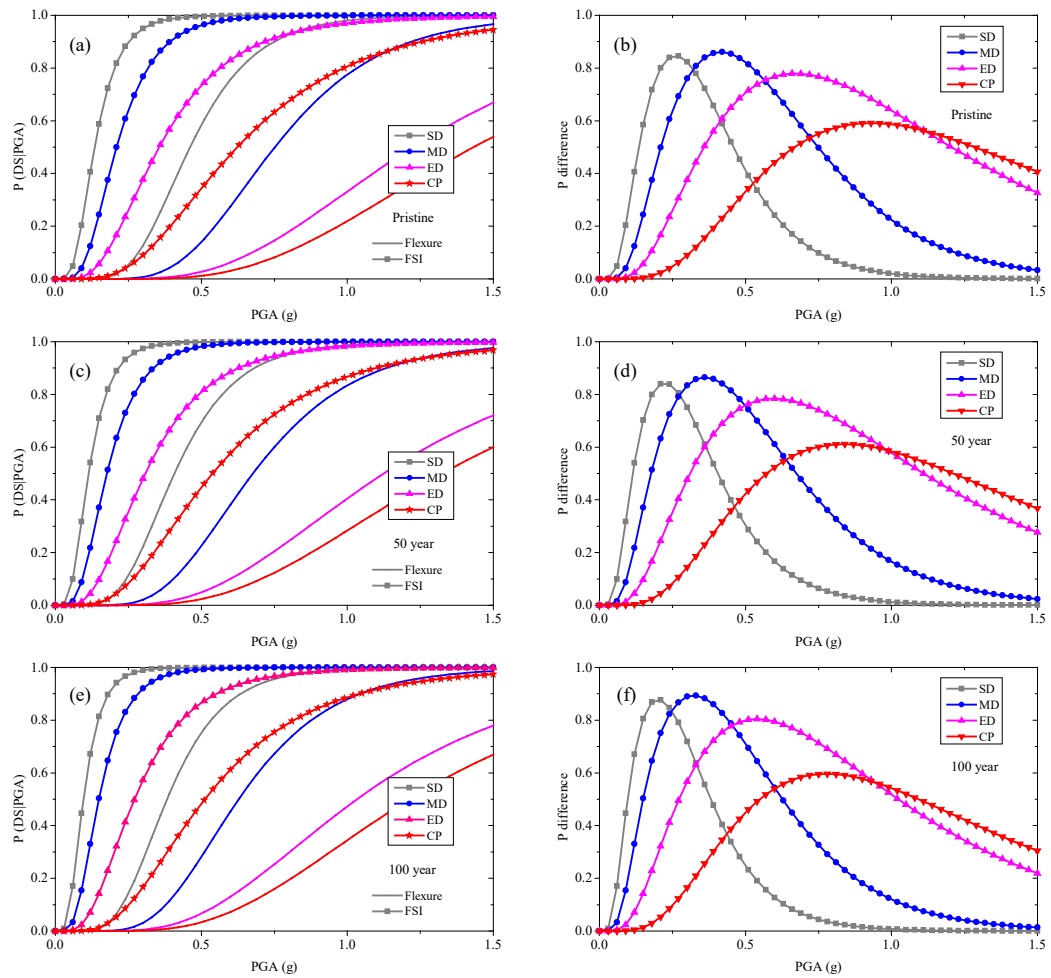 (a)
P (DS|PGA)
1.0
0.8
0.6
0.4
0.2
0.0
SD
MD
ED
CP
Pristine
Flexure
FSI
0.0 0.5 1.0 1.5
PGA (g)
(b)
P difference
1.0
0.8
0.6
0.4
0.2
0.0
SD
MD
ED
CP
Pristine
0.0 0.5 1.0 1.5
PGA (g)
(c)
P (DS|PGA)
1.0
0.8
0.6
0.4
0.2
0.0
SD
MD
ED
CP
50 year
Flexure
FSI
0.0 0.5 1.0 1.5
PGA (g)
(d)
P difference
1.0
0.8
0.6
0.4
0.2
0.0
SD
MD
ED
CP
50 year
0.0 0.5 1.0 1.5
PGA (g)
(e)
P (DS|PGA)
1.0
0.8
0.6
0.4
0.2
0.0
SD
MD
ED
CP
100 year
Flexure
FSI
0.0 0.5 1.0 1.5
PGA (g)
(f)
P difference
1.0
0.8
0.6
0.4
0.2
0.0
SD
MD
ED
CP
100 year
0.0 0.5 1.0 1.5
PGA (g)